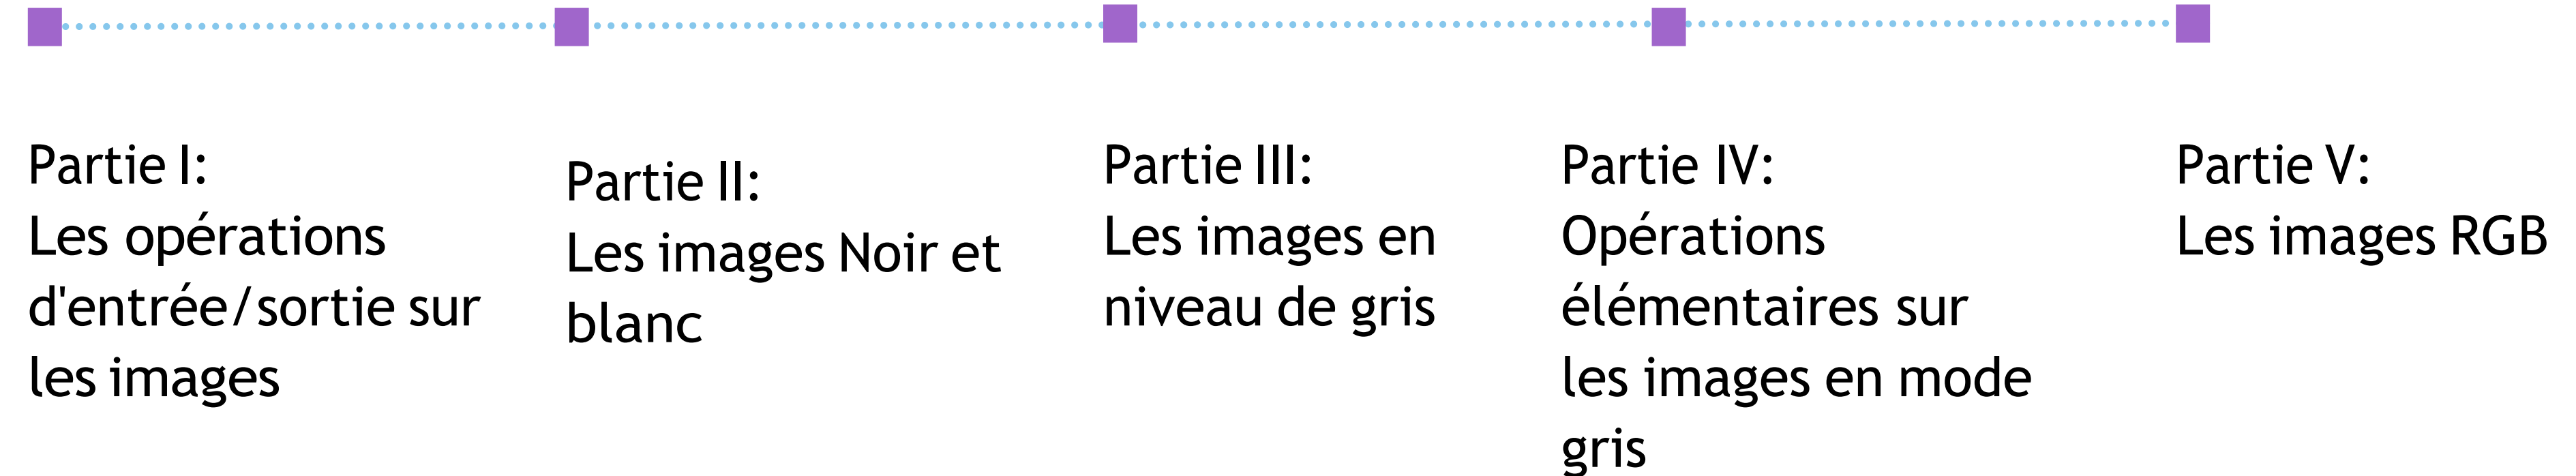 Partie I:
Les opérations
d'entrée/sortie sur
les images
Partie II:
Les images Noir et
blanc
Partie III:
Les images en
niveau de gris
Partie IV:
Opérations
élémentaires sur
les images en mode
gris
Partie V:
Les images RGB